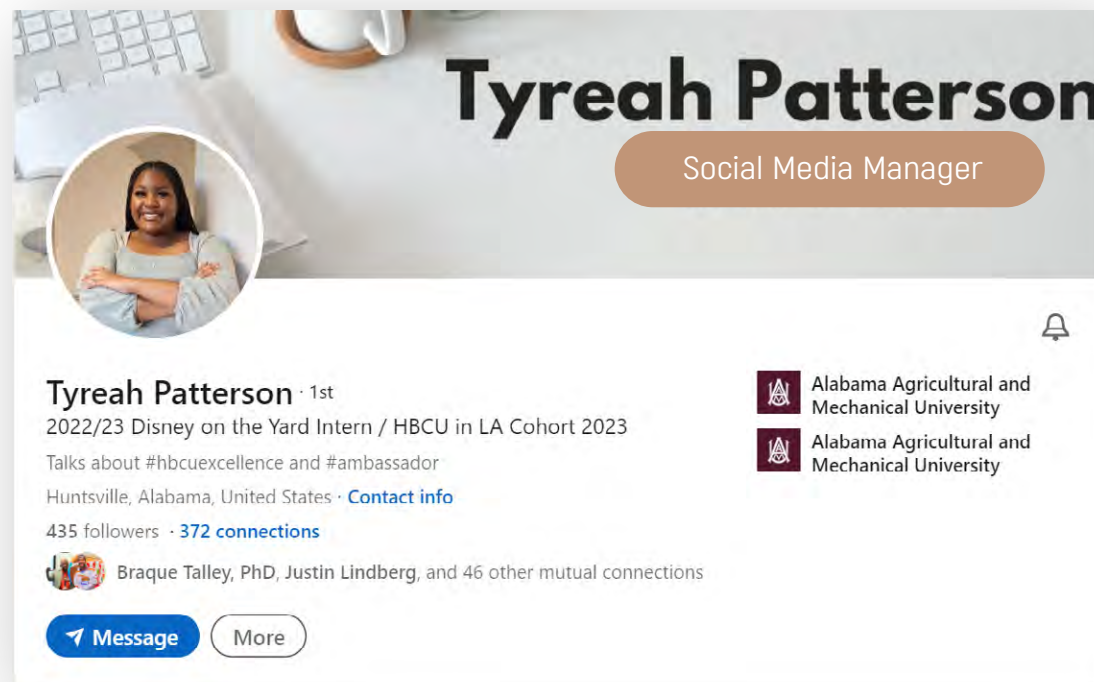 Tyreah Patterson
Social Media Manager
Tyreah Patterson · 1st
2022/23 Disney on the Yard Intern / HBCU in LA Cohort 2023
Talks about #hbcuexcellence and #ambassador
Huntsville, Alabama, United States · Contact info
435 followers · 372 connections
Braque Talley, PhD, Justin Lindberg, and 46 other mutual connections
Message
More
Alabama Agricultural and
Mechanical University
Alabama Agricultural and
Mechanical University